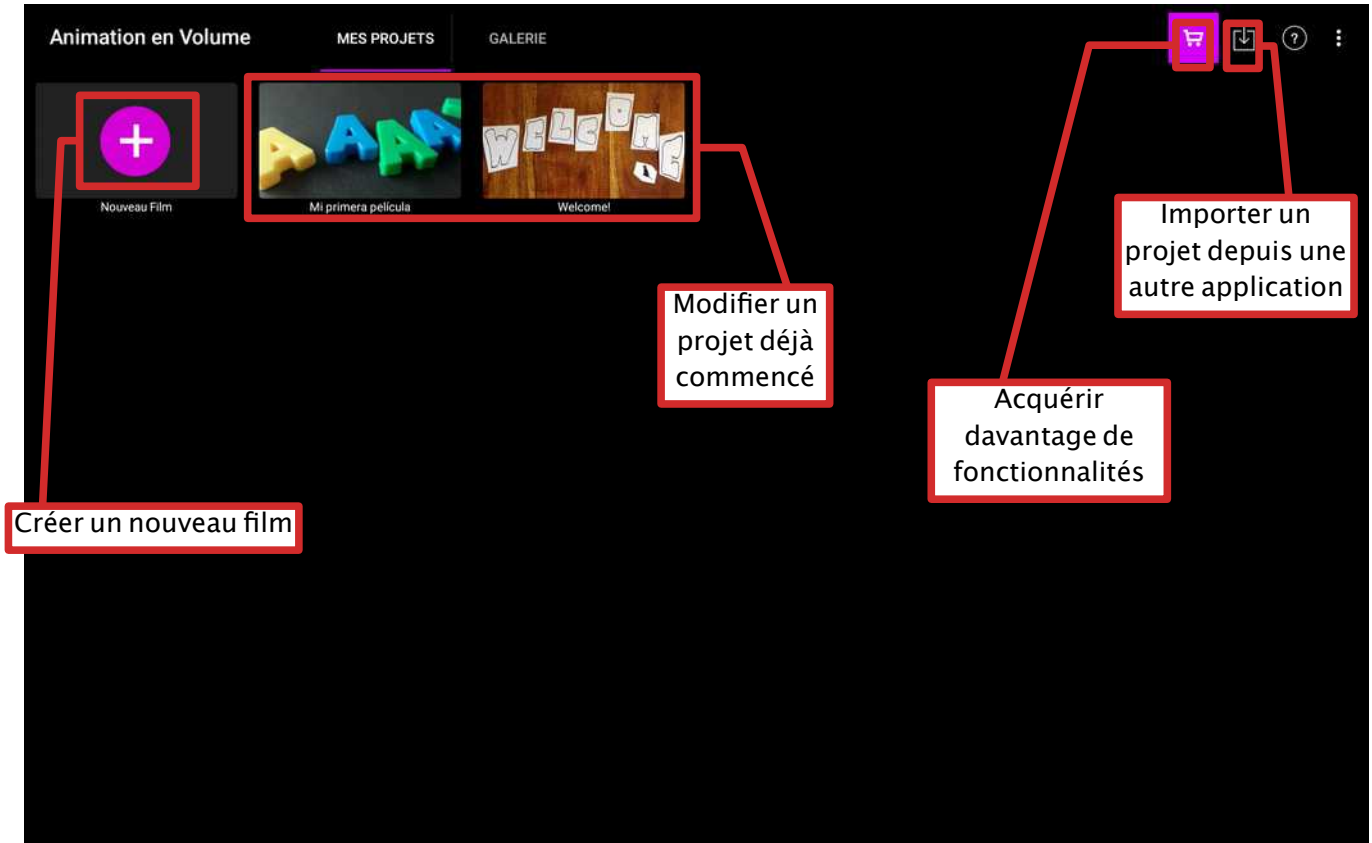 Animation en Volume
MES PROJETS
GALERIE
?
Nouveau Film
A A A A
Mi primera película
WELCOME
Welcome!
Importer un
projet depuis une
autre application
Modifier un
projet déjà
commencé
Acquérir
davantage de
fonctionnalités
Créer un nouveau film